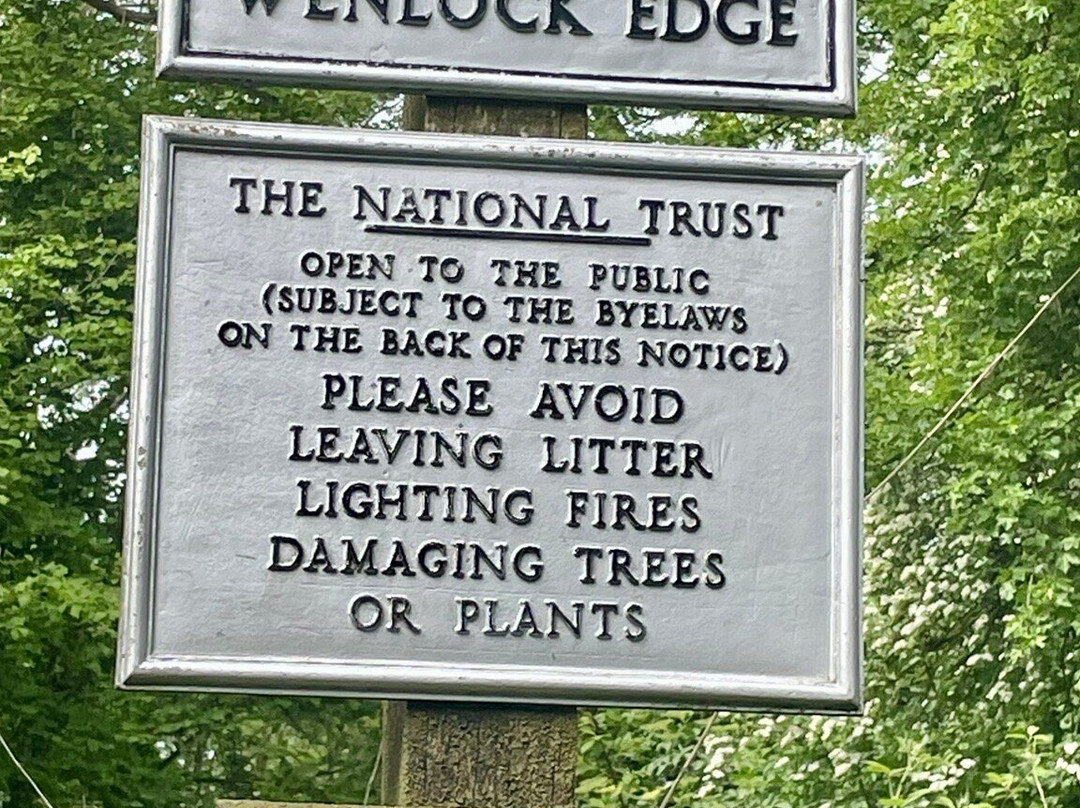 WENLOCK EDGE
THE NATIONAL TRUST
OPEN TO THE PUBLIC
(SUBJECT TO THE BYELAWS
ON THE BACK OF THIS NOTICE)
PLEASE AVOID
LEAVING LITTER
LIGHTING FIRES
DAMAGING TREES
OR PLANTS